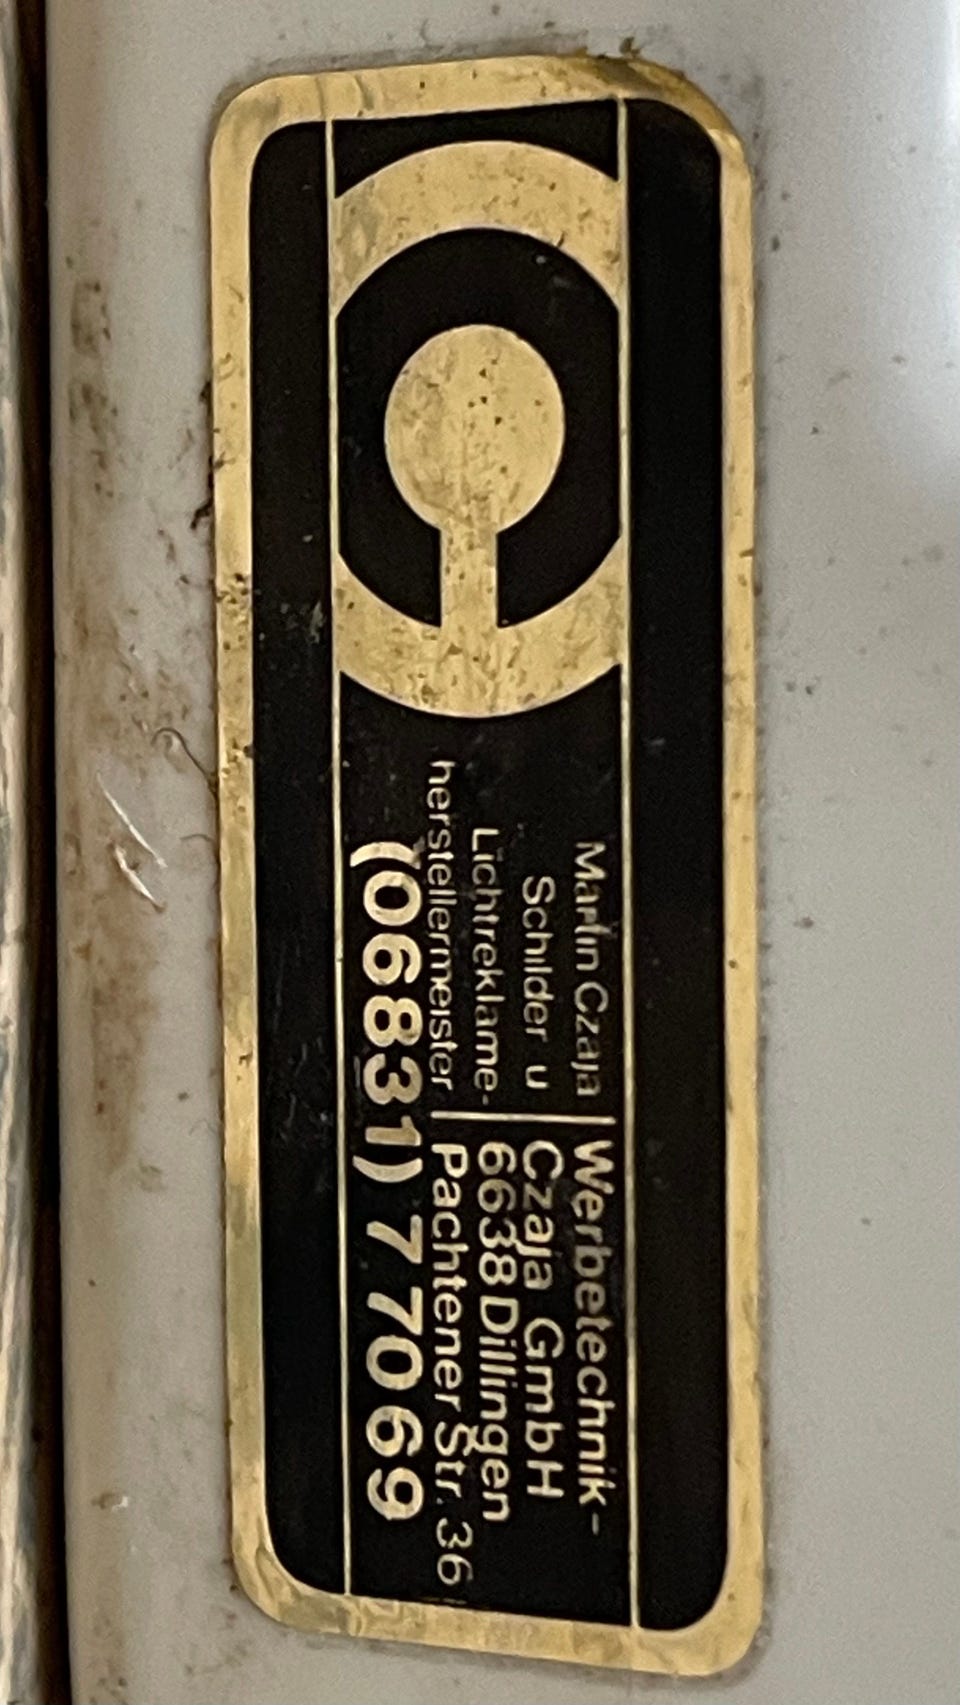 Martin Czaja
Schilder u
Lichtreklame-
herstellermeister
Werbetechnik-
Czaja GmbH
6638 Dillingen
Pachtener Str. 36
(06831) 77069